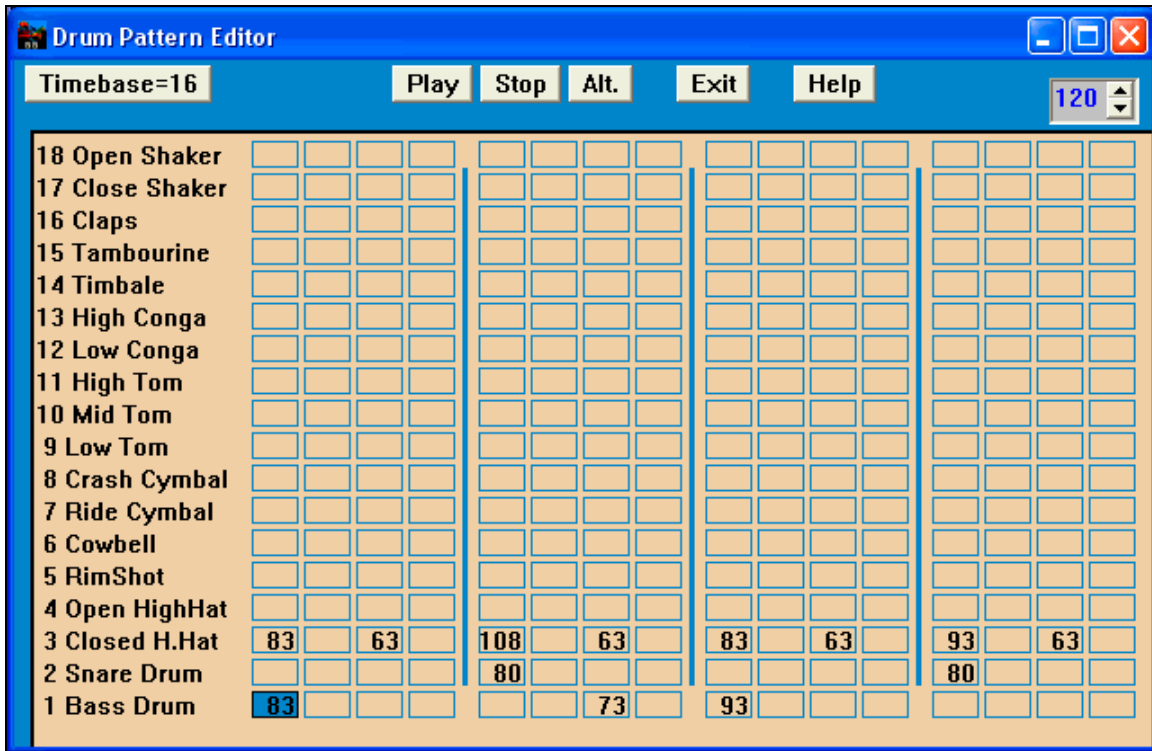 Drum Pattern Editor
Timebase=16 Play Stop Alt. Exit Help 120
18 Open Shaker
17 Close Shaker
16 Claps
15 Tambourine
14 Timbale
13 High Conga
12 Low Conga
11 High Tom
10 Mid Tom
9 Low Tom
8 Crash Cymbal
7 Ride Cymbal
6 Cowbell
5 RimShot
4 Open HighHat
3 Closed H.Hat 83 63 108 63 83 63 93 63
2 Snare Drum 80 80
1 Bass Drum 83 73 93